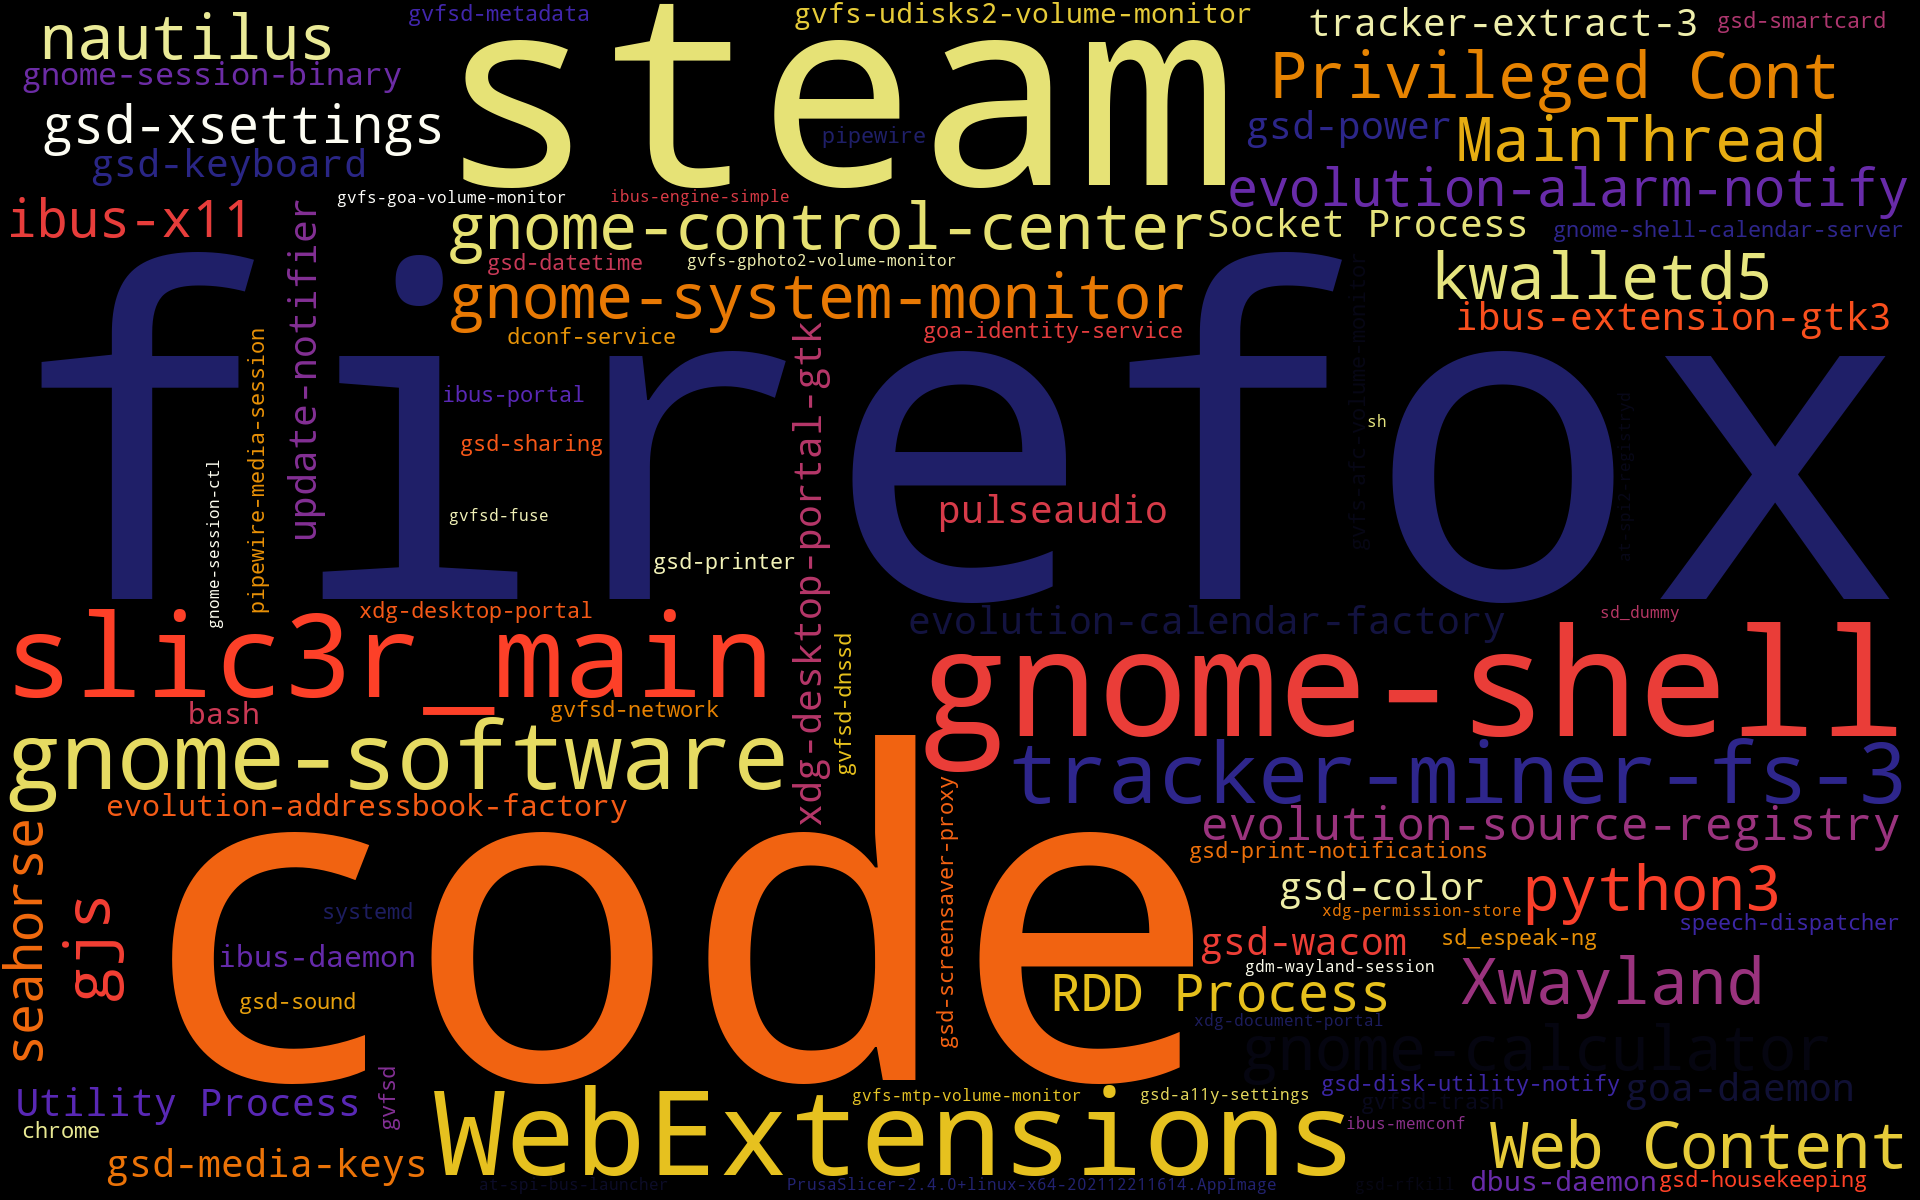 gvfsd-metadata
gvfs-udisks2-volume-monitor
tracker-extract-3
gsd-smartcard
nautilus
steam
Privileged Cont
gnome-session-binary
gsd-xsettings
pipewire
gsd-power
MainThread
gsd-keyboard
evolution-alarm-notify
gvfs-goa-volume-monitor
ibus-engine-simple
ibus-x11
gnome-control-center
Socket Process
gnome-shell-calendar-server
gsd-datetime
gvfs-gphoto2-volume-monitor
kwalletd5
gnome-system-monitor
ibus-extension-gtk3
update-notifier
dconf-service
goa-identity-service
firefox
pipewire-media-session
ibus-portal
xdg-desktop-portal-gtk
gvfs-afc-volume-monitor
sh
at-spi2-registryd
gsd-sharing
gnome-session-ctl
gvfsd-fuse
pulseaudio
gsd-printer
xdg-desktop-portal
evolution-calendar-factory
sd_dummy
slic3r_main
gnome-shell
bash
gvfsd-network
gvfsd-dnssd
gnome-software
tracker-miner-fs-3
evolution-addressbook-factory
evolution-source-registry
gsd-print-notifications
seahorse
gjs
code
gsd-screensaver-proxy
gsd-color
python3
systemd
xdg-permission-store
speech-dispatcher
ibus-daemon
gsd-wacom
sd_espeak-ng
gdm-wayland-session
Xwayland
gsd-sound
RDD Process
xdg-document-portal
gnome-calculator
Utility Process
gvfsd
gvfs-mtp-volume-monitor
gsd-a11y-settings
gsd-disk-utility-notify
goa-daemon
gvfsd-trash
chrome
WebExtensions
ibus-memconf
Web Content
gsd-media-keys
at-spi-bus-launcher
PrusaSlicer-2.4.0+linux-x64-202112211614.AppImage
gsd-rfkill
dbus-daemon
gsd-housekeeping